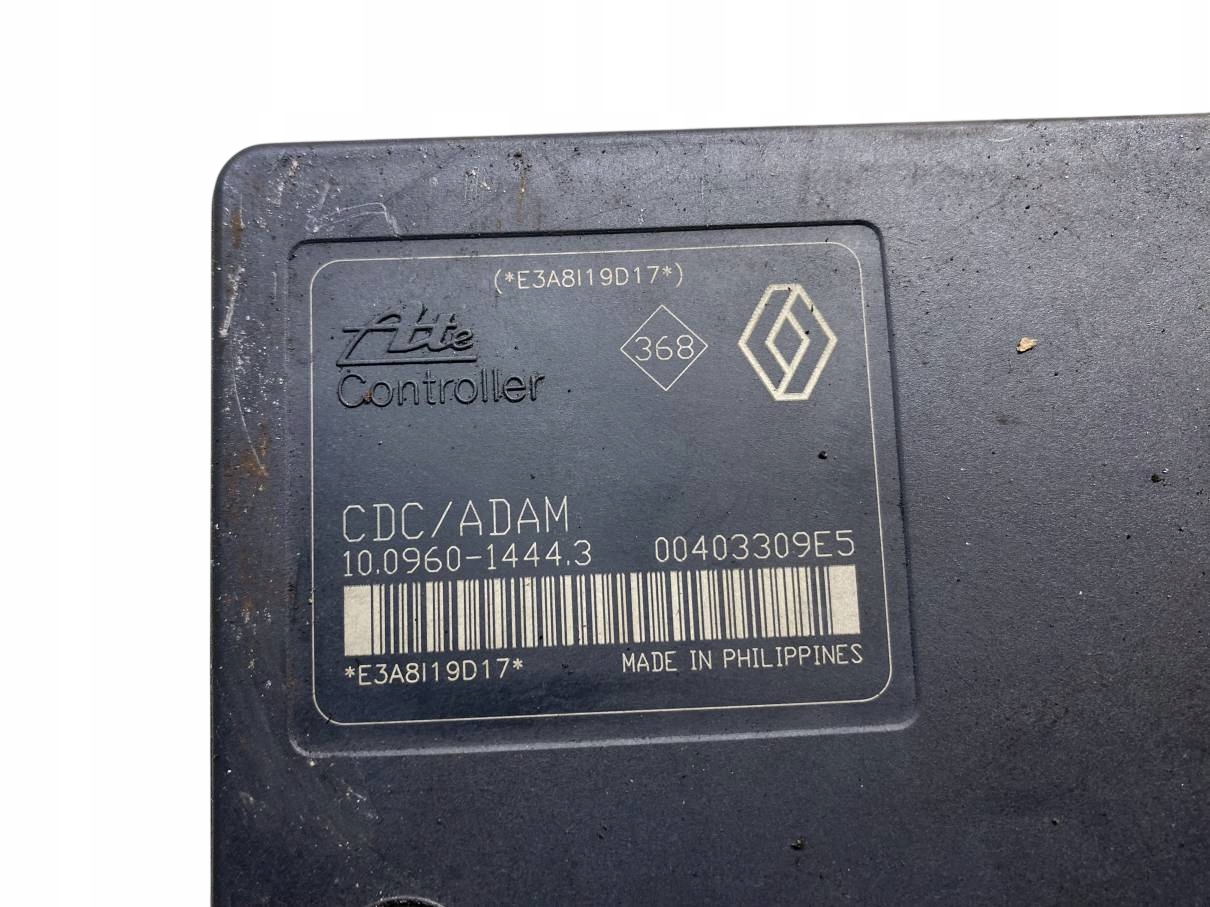 (*E3A8I19D17*)
Ate
Controller
368
CDC/ADAM
10.0960-1444.3 00403309E5
*E3A8I19D17* MADE IN PHILIPPINES